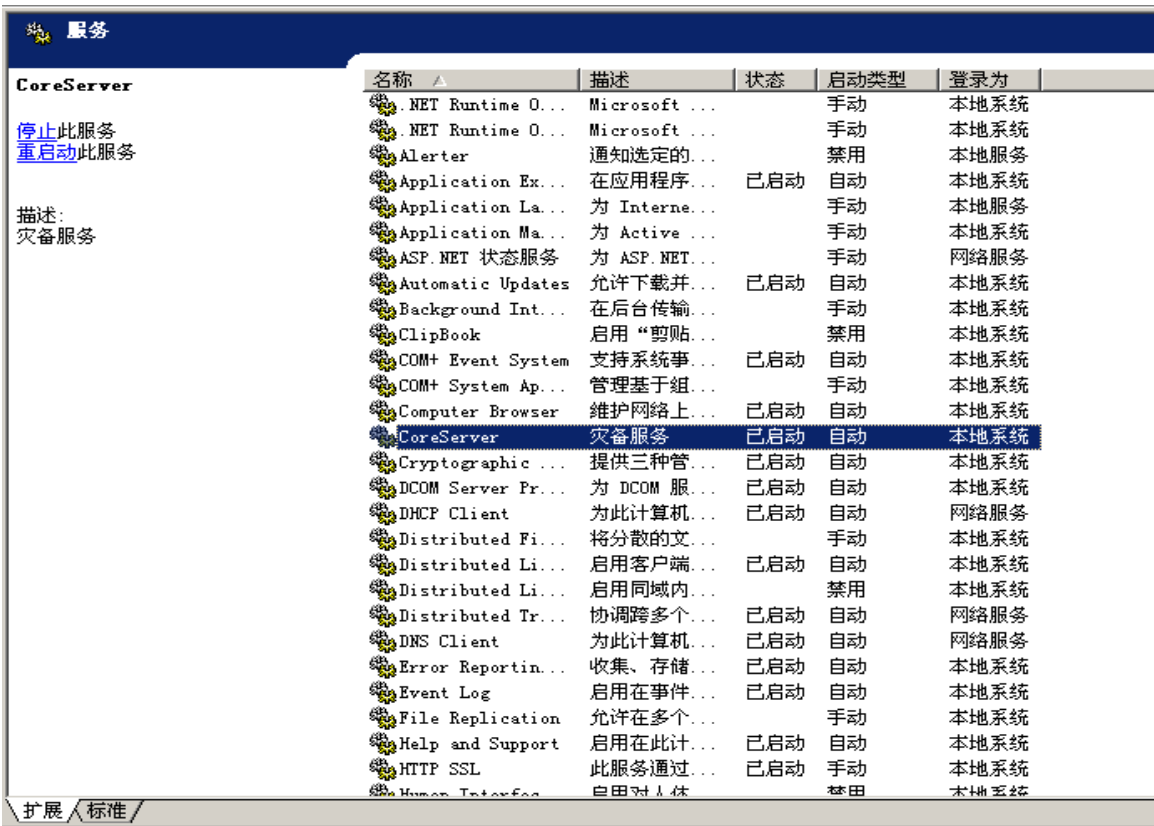 服务
CoreServer
停止此服务
重启动此服务
描述:
灾备服务
名称 描述 状态 启动类型 登录为
.NET Runtime O... Microsoft ... 手动 本地系统
.NET Runtime O... Microsoft ... 手动 本地系统
Alerter 通知选定的... 禁用 本地服务
Application Ex... 在应用程序... 已启动 自动 本地系统
Application La... 为 Interne... 手动 本地服务
Application Ma... 为 Active ... 手动 本地系统
ASP.NET 状态服务 为 ASP.NET... 手动 网络服务
Automatic Updates 允许下载并... 已启动 自动 本地系统
Background Int... 在后台传输... 手动 本地系统
ClipBook 启用“剪贴... 禁用 本地系统
COM+ Event System 支持系统事... 已启动 自动 本地系统
COM+ System Ap... 管理基于组... 手动 本地系统
Computer Browser 维护网络上... 已启动 自动 本地系统
CoreServer 灾备服务 已启动 自动 本地系统
Cryptographic ... 提供三种管... 已启动 自动 本地系统
DCOM Server Pr... 为 DCOM 服... 已启动 自动 本地系统
DHCP Client 为此计算机... 已启动 自动 网络服务
Distributed Fi... 将分散的文... 手动 本地系统
Distributed Li... 启用客户端... 已启动 自动 本地系统
Distributed Li... 启用同域内... 禁用 本地系统
Distributed Tr... 协调跨多个... 已启动 自动 网络服务
DNS Client 为此计算机... 已启动 自动 网络服务
Error Reportin... 收集、存储... 已启动 自动 本地系统
Event Log 启用在事件... 已启动 自动 本地系统
File Replication 允许在多个... 手动 本地系统
Help and Support 启用在此计... 已启动 自动 本地系统
HTTP SSL 此服务通过... 已启动 手动 本地系统
Human Interfac... 启用对人体... 禁用 本地系统
扩展 标准